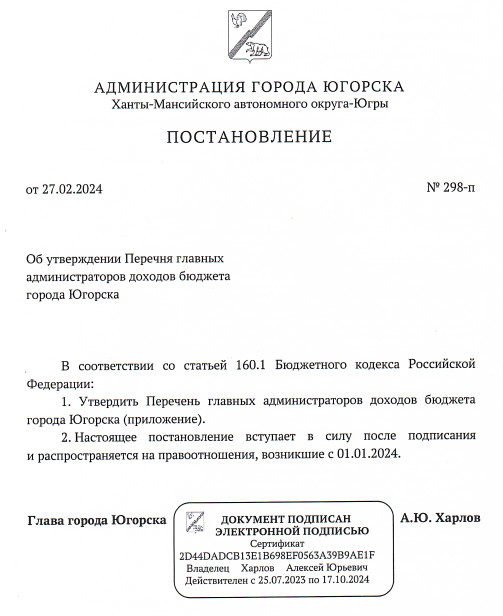 АДМИНИСТРАЦИЯ ГОРОДА ЮГОРСКА
Ханты-Мансийского автономного округа-Югры
ПОСТАНОВЛЕНИЕ
от 27.02.2024 № 298-п
Об утверждении Перечня главных
администраторов доходов бюджета
города Югорска
В соответствии со статьей 160.1 Бюджетного кодекса Российской
Федерации:
1. Утвердить Перечень главных администраторов доходов бюджета
города Югорска (приложение).
2. Настоящее постановление вступает в силу после подписания
и распространяется на правоотношения, возникшие с 01.01.2024.
Глава города Югорска
ДОКУМЕНТ ПОДПИСАН
ЭЛЕКТРОННОЙ ПОДПИСЬЮ
Сертификат
2D44DADCB13E1B698EF0563A39B9AE1F
Владелец Харлов Алексей Юрьевич
Действителен с 25.07.2023 по 17.10.2024
А.Ю. Харлов